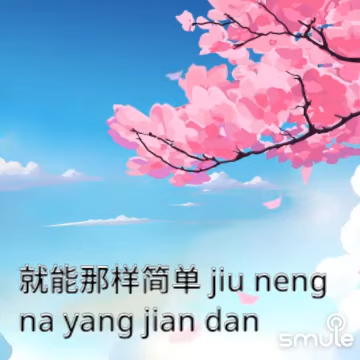 就能那样简单 jiu neng
na yang jian dan
smule